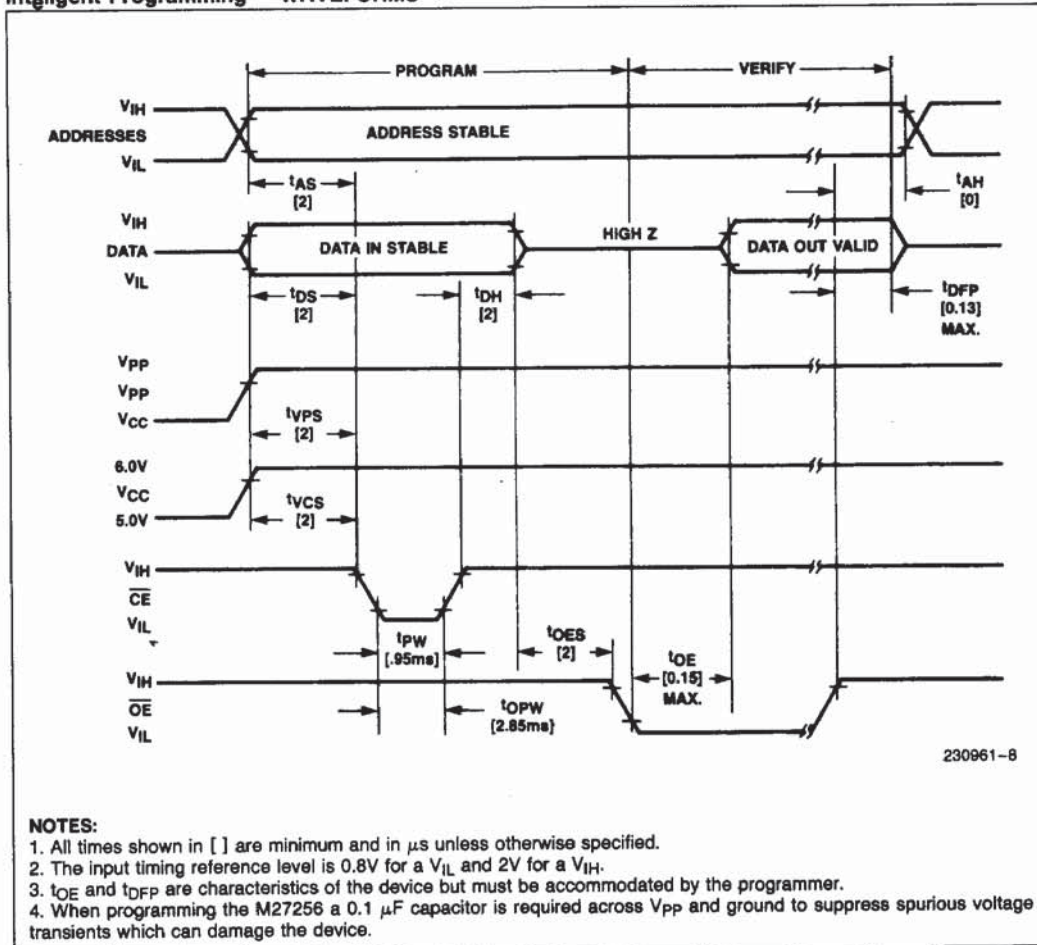 PROGRAM
VERIFY
VIH
ADDRESSES
VIL
ADDRESS STABLE
tAS
[2]
tAH
[0]
VIH
DATA
VIL
DATA IN STABLE
HIGH Z
DATA OUT VALID
tDS
[2]
tDH
[2]
tDFP
[0.13]
MAX.
VPP
VPP
VCC
tVPS
[2]
6.0V
VCC
5.0V
tVCS
[2]
VIH
CE
VIL
tPW
[.95ms]
tOES
[2]
tOE
[0.15]
MAX.
VIH
OE
VIL
tOPW
[2.85ms}
230961–8
NOTES:
1. All times shown in [ ] are minimum and in μs unless otherwise specified.
2. The input timing reference level is 0.8V for a VIL and 2V for a VIH.
3. tOE and tDFP are characteristics of the device but must be accommodated by the programmer.
4. When programming the M27256 a 0.1 μF capacitor is required across VPP and ground to suppress spurious voltage
transients which can damage the device.